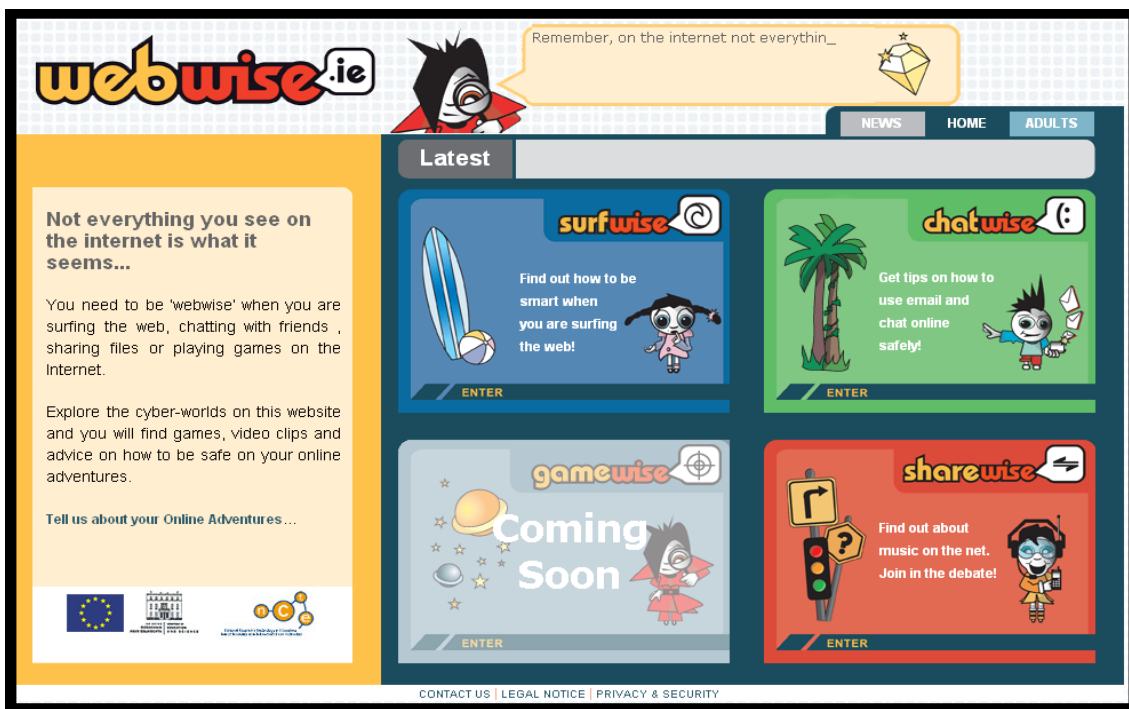 webwise.ie
Remember, on the internet not everythin_
NEWS HOME ADULTS
Latest
Not everything you see on
the internet is what it
seems...
You need to be 'webwise' when you are
surfing the web, chatting with friends ,
sharing files or playing games on the
Internet.
Explore the cyber-worlds on this website
and you will find games, video clips and
advice on how to be safe on your online
adventures.
Tell us about your Online Adventures...
ncte
surfwise
Find out how to be
smart when
you are surfing
the web!
ENTER
chatwise (:
Get tips on how to
use email and
chat online
safely!
ENTER
gamewise
Coming
Soon
ENTER
sharewise
?
Find out about
music on the net.
Join in the debate!
ENTER
CONTACT US | LEGAL NOTICE | PRIVACY & SECURITY